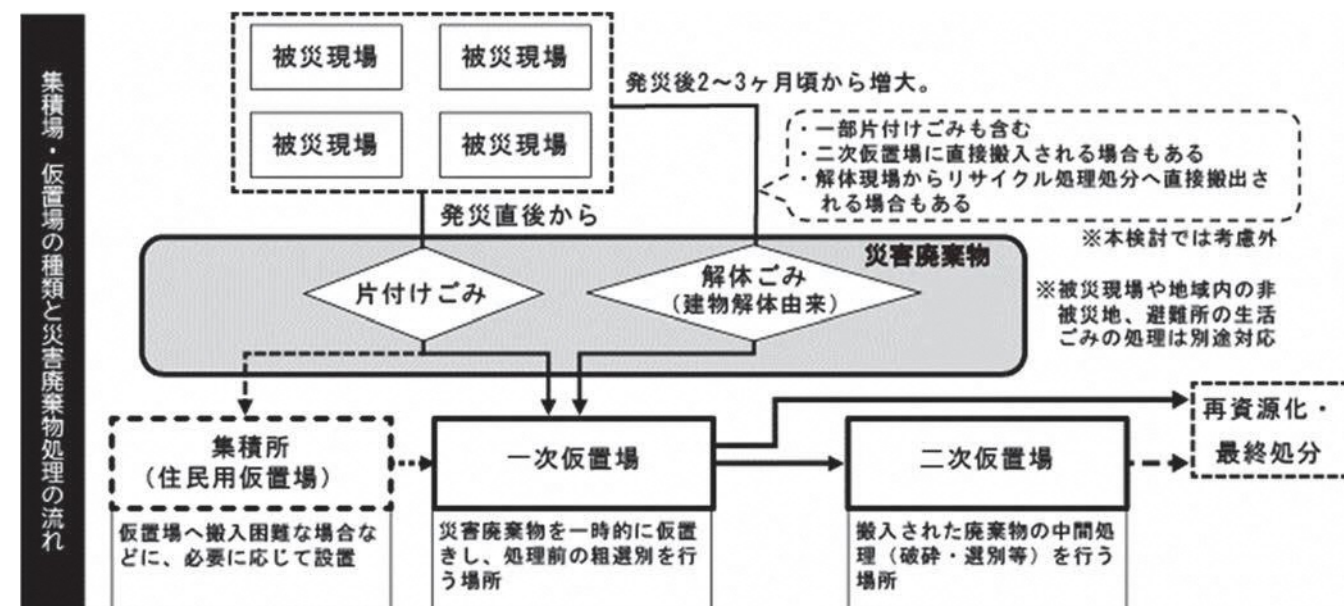 集積場・仮置場の種類と災害廃棄物処理の流れ
被災現場
被災現場
被災現場
被災現場
発災後2～3ヶ月頃から増大。
・一部片付けごみも含む
・二次仮置場に直接搬入される場合もある
・解体現場からリサイクル処理処分へ直接搬出さ
れる場合もある
※本検討では考慮外
発災直後から
災害廃棄物
片付けごみ
解体ごみ
（建物解体由来）
※被災現場や地域内の非
被災地、避難所の生活
ごみの処理は別途対応
集積所
（住民用仮置場）
一次仮置場
二次仮置場
再資源化・
最終処分
仮置場へ搬入困難な場合な
どに、必要に応じて設置
災害廃棄物を一時的に仮置
きし、処理前の粗選別を行
う場所
搬入された廃棄物の中間処
理（破砕・選別等）を行う
場所